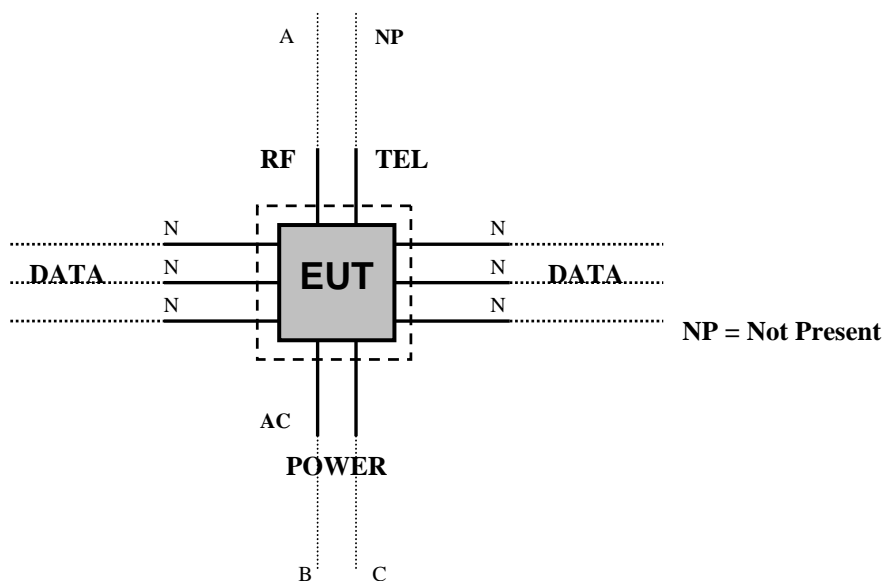 A NP
RF TEL
N N
DATA N EUT N DATA
N N
NP = Not Present
AC
POWER
B C